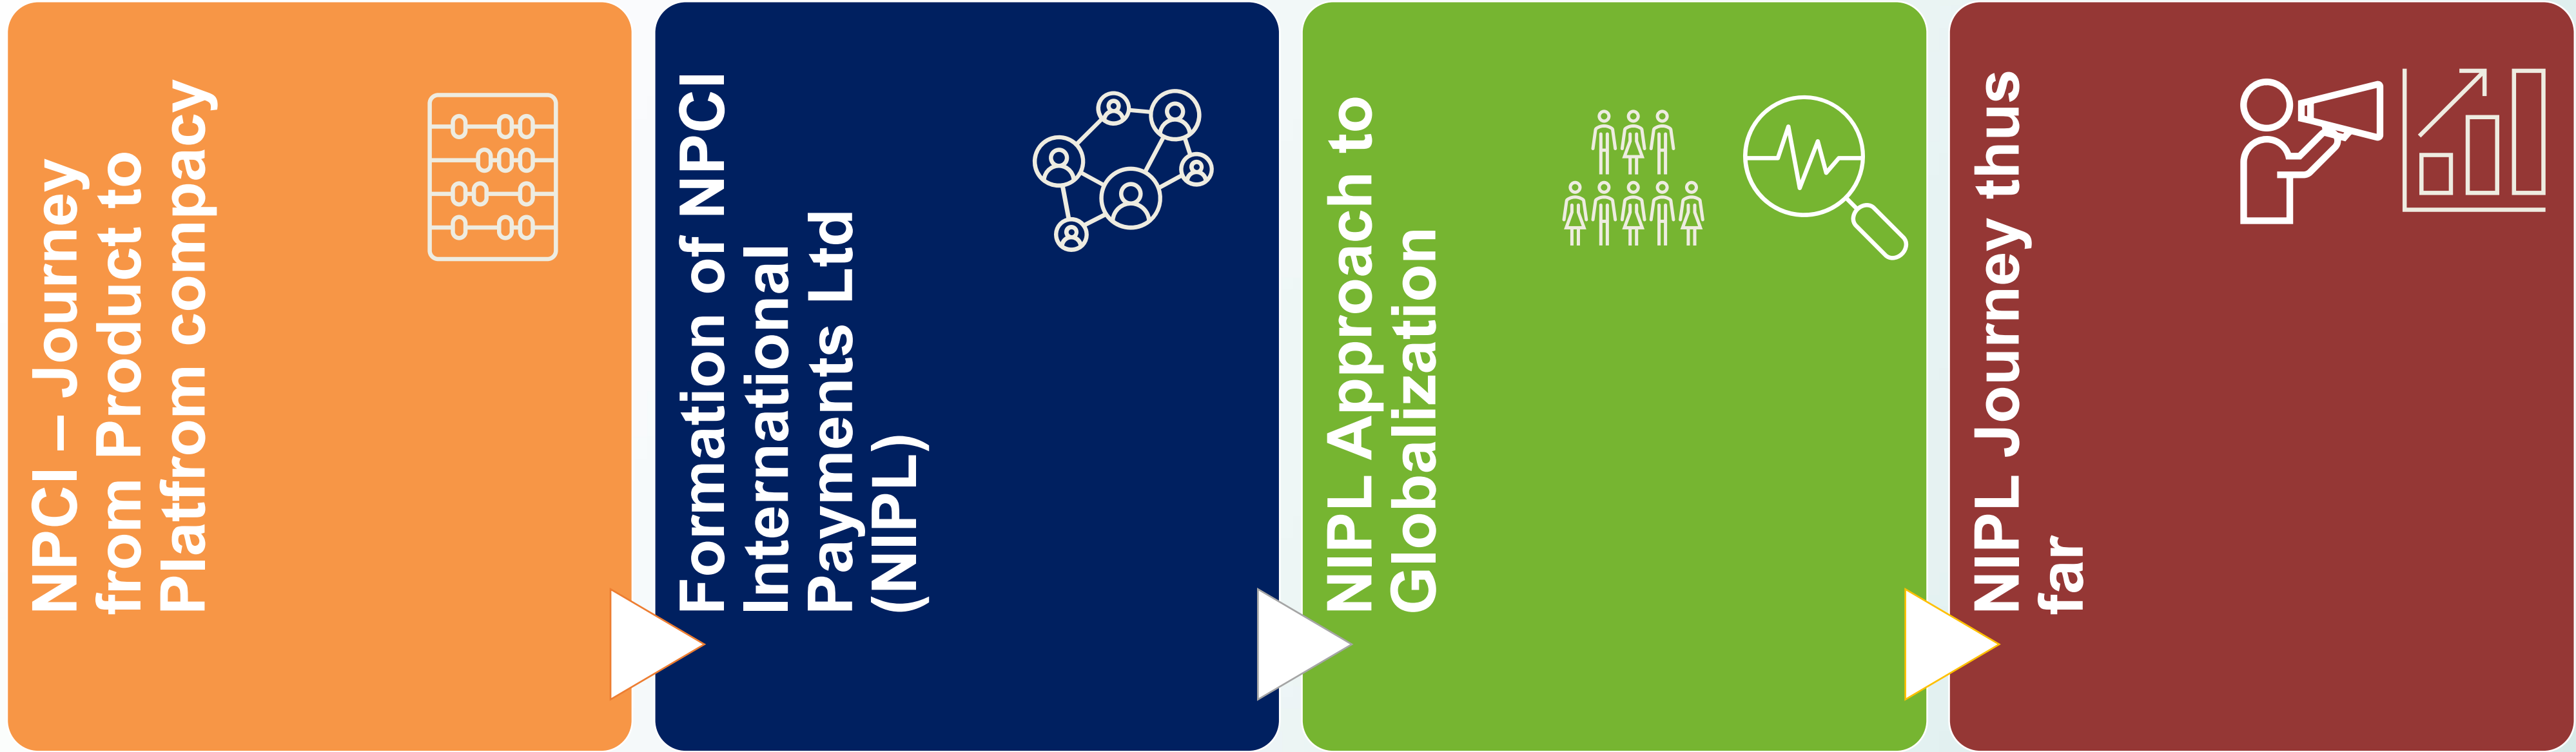 NPCI – Journey
from Product to
Platfrom compacy
Formation of NPCI
International
Payments Ltd
(NIPL)
NIPL Approach to
Globalization
NIPL Journey thus
far